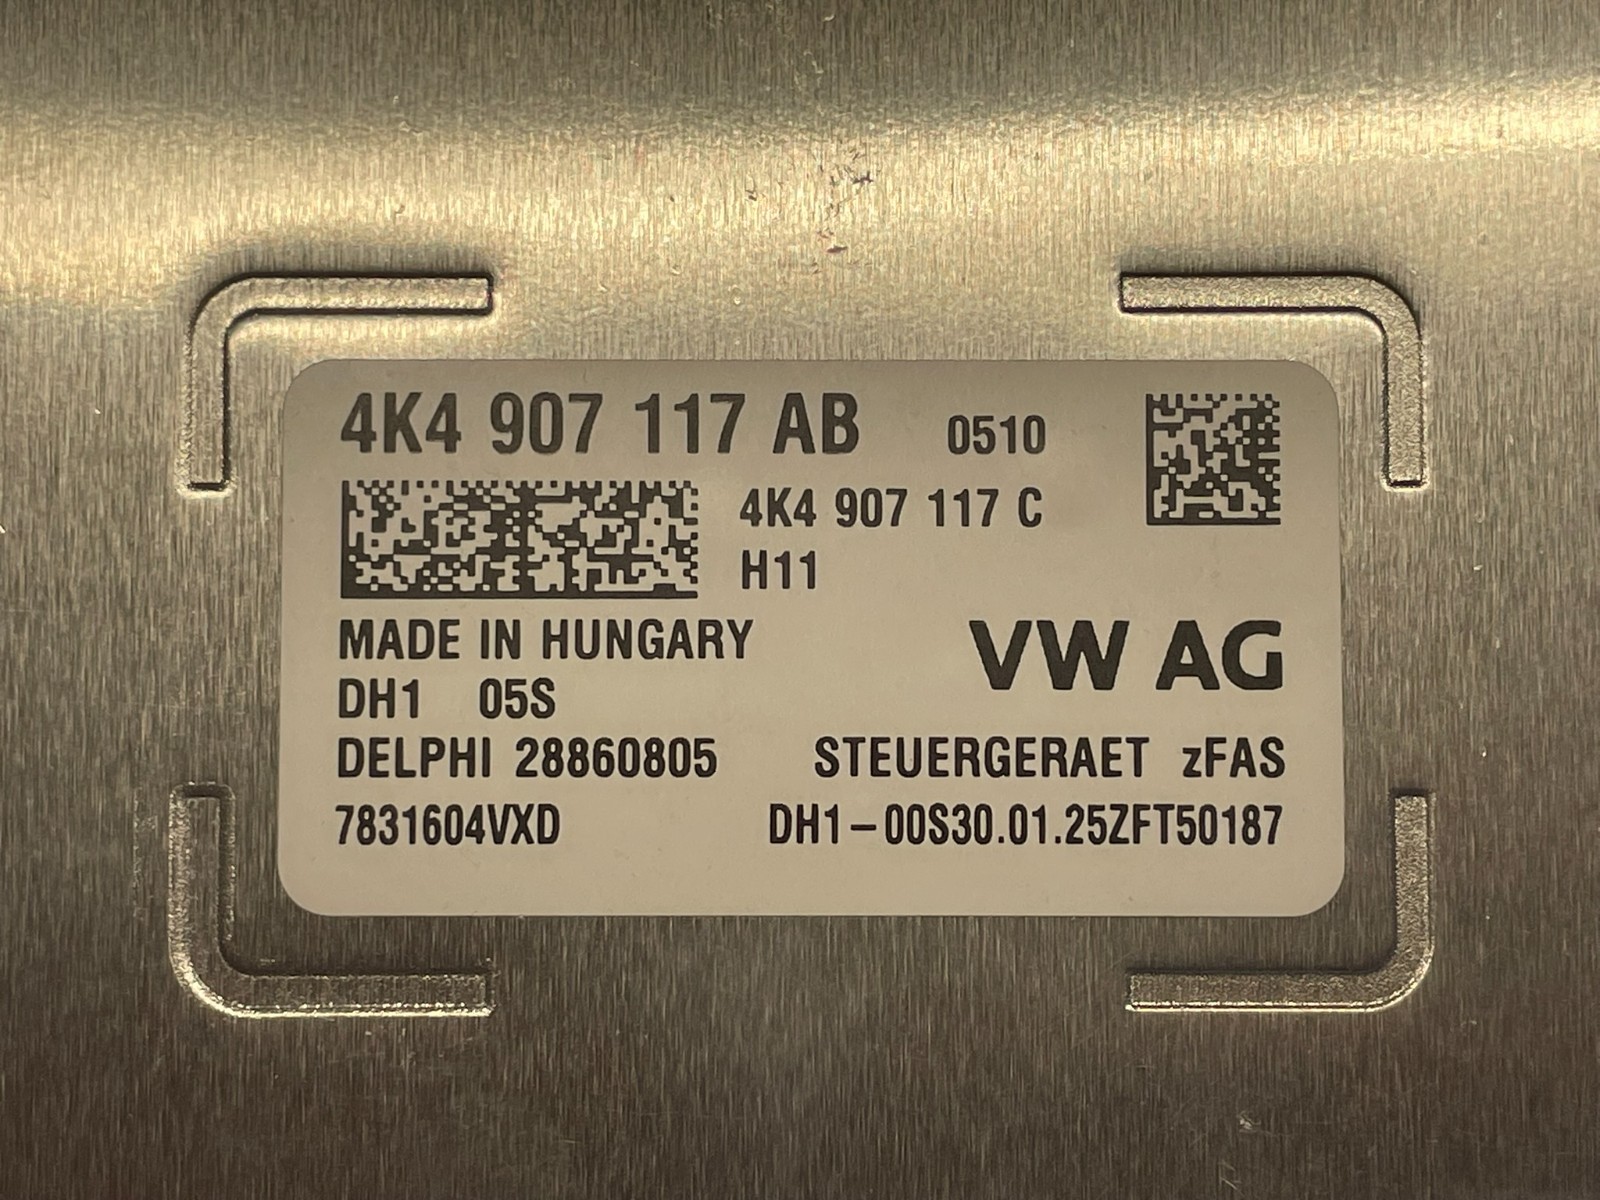 4K4 907 117 AB 0510
4K4 907 117 C
H11
MADE IN HUNGARY
VW AG
DH1 05S
DELPHI 28860805
STEUERGERAET zFAS
7831604VXD
DH1-00S30.01.25ZFT50187